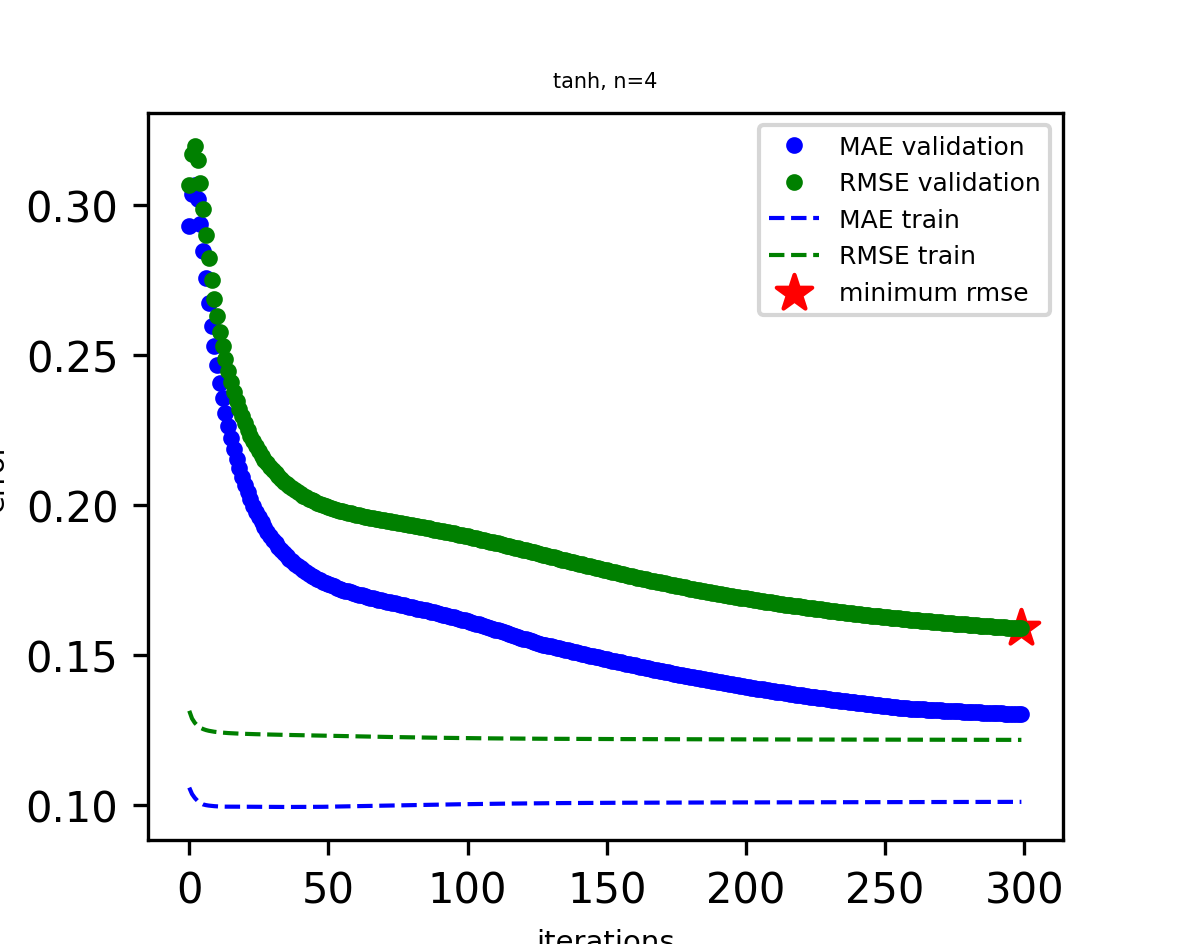 tanh, n=4
MAE validation
RMSE validation
MAE train
RMSE train
minimum rmse
0.30
0.25
0.20
0.15
0.10
0 50 100 150 200 250 300
iterations